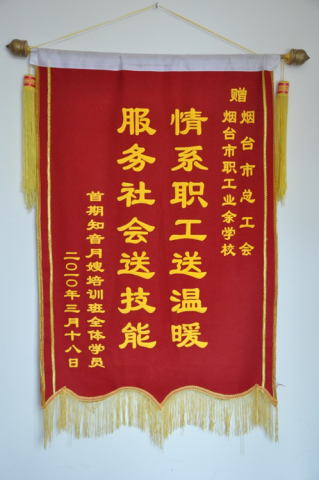 赠 烟台市总工会
烟台市职工业余学校
情系职工送温暖
服务社会送技能
首期知音月嫂培训班全体学员
二〇一〇年三月十八日